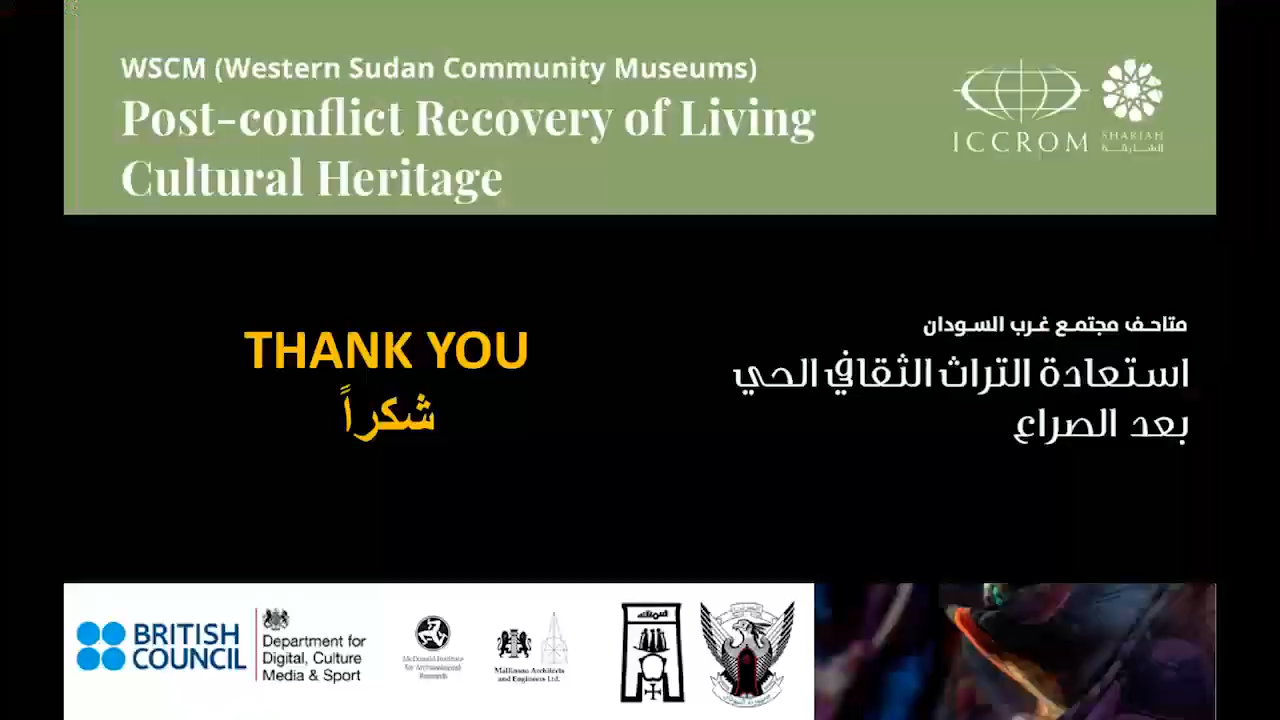 WSCM (Western Sudan Community Museums)
Post-conflict Recovery of Living
Cultural Heritage
ICCROM
SHARJAH
الشارقة
THANK YOU
شكراً
متاحف مجتمع غرب السودان
استعادة التراث الثقافي الحي
بعد الصراع
BRITISH
COUNCIL
Department for
Digital, Culture
Media & Sport
McDonald Institute
for Archaeological
Research
Mallinson Architects
and Engineers Ltd.